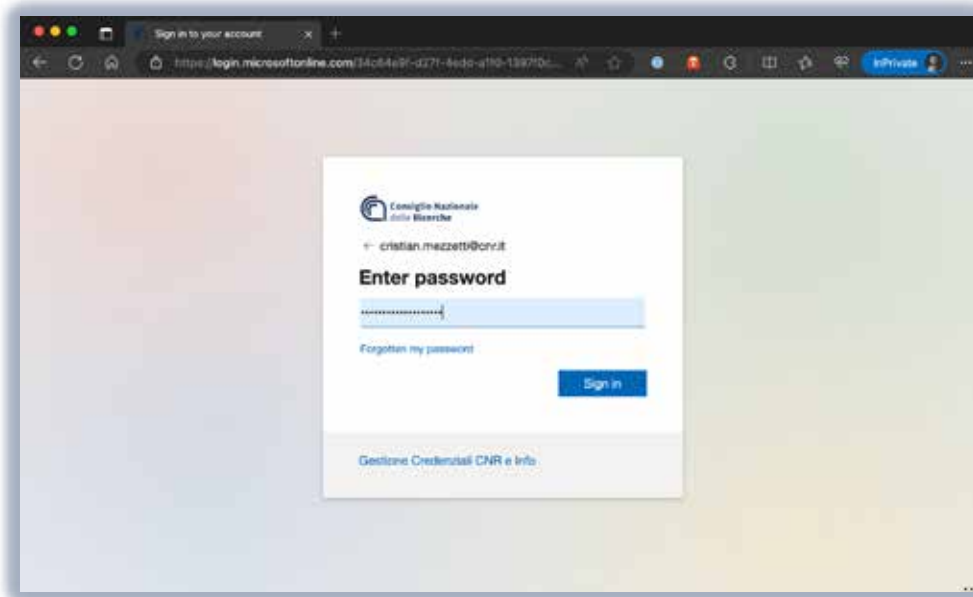 Sign in to your account
https://login.microsoftonline.com/
InPrivate
Consiglio Nazionale
delle Ricerche
cristian.mezzetti@cnr.it
Enter password
Forgotten my password
Sign in
Gestione Credenziali CNR e Info